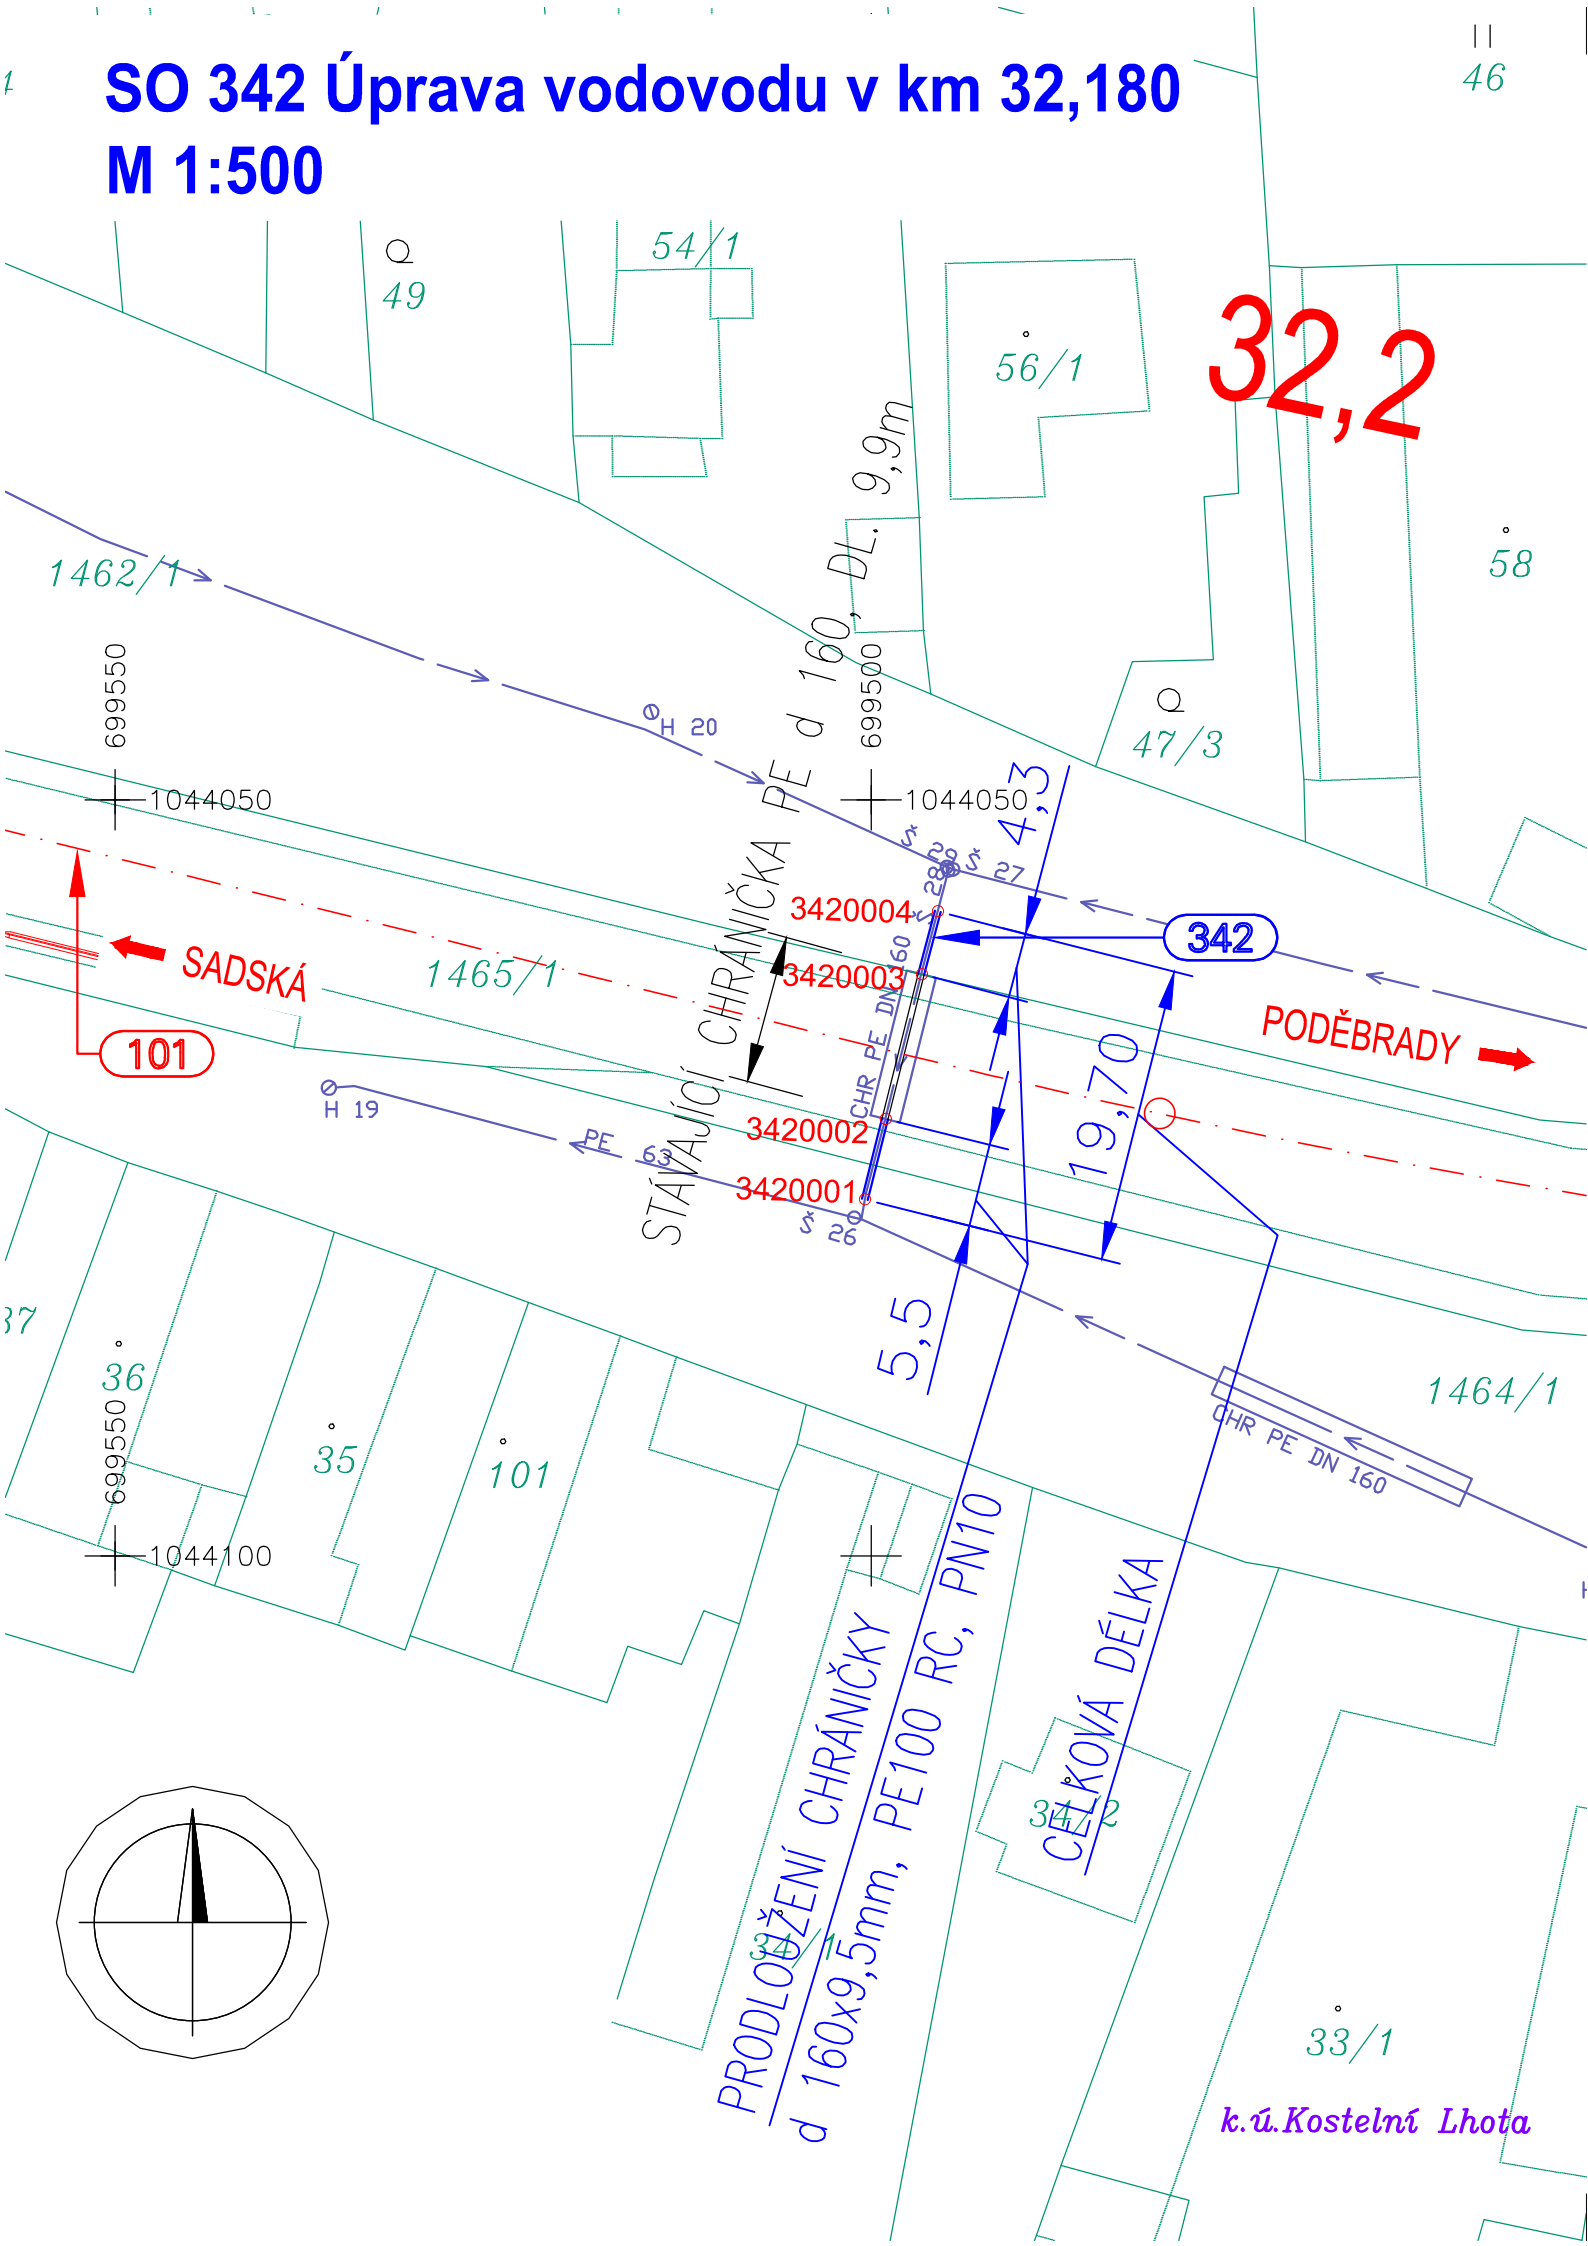 SO 342 Úprava vodovodu v km 32,180
M 1:500
46
54/1
49
56/1
32,2
58
1462/1
47/3
699550
699500
H 20
1044050
1044050
STÁVAJÍCÍ CHRÁNIČKA PE d 160, DL. 9,9m
4,3
Š 29
Š 28
Š 27
3420004
342
SADSKÁ
1465/1
3420003
CHR PE DN 160
PODĚBRADY
101
19,70
H 19
PE 63
3420002
3420001
Š 26
5,5
37
36
699550
35
101
1464/1
CHR PE DN 160
1044100
PRODLOUŽENÍ CHRÁNIČKY
d 160x9,5mm, PE100 RC, PN10
CELKOVÁ DÉLKA
34/2
34/1
33/1
k.ú.Kostelní Lhota